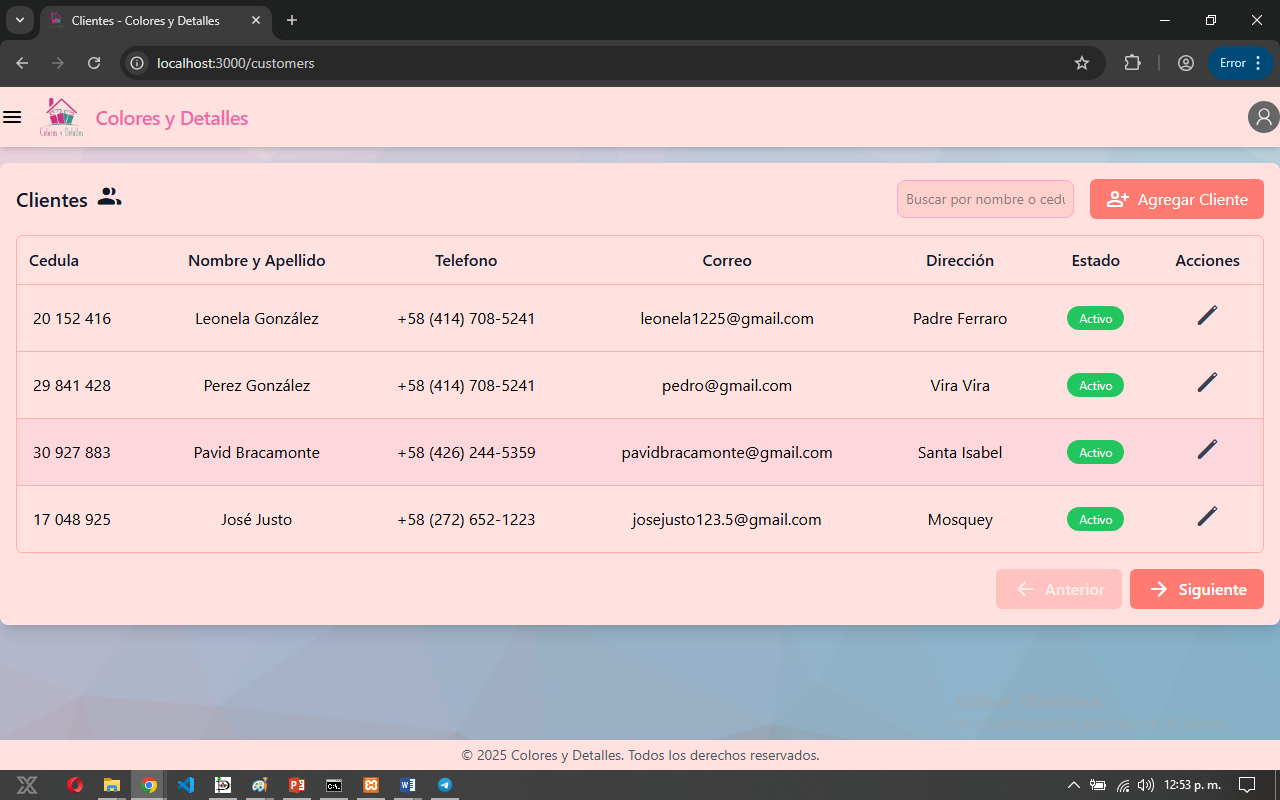 Clientes - Colores y Detalles
localhost:3000/customers
Error
Colores y Detalles
Colores y Detalles
Clientes
Buscar por nombre o cedu
Agregar Cliente
Cedula Nombre y Apellido Telefono Correo Dirección Estado Acciones
20 152 416 Leonela González +58 (414) 708-5241 leonela1225@gmail.com Padre Ferraro Activo
29 841 428 Perez González +58 (414) 708-5241 pedro@gmail.com Vira Vira Activo
30 927 883 Pavid Bracamonte +58 (426) 244-5359 pavidbracamonte@gmail.com Santa Isabel Activo
17 048 925 José Justo +58 (272) 652-1223 josejusto123.5@gmail.com Mosquey Activo
Anterior Siguiente
© 2025 Colores y Detalles. Todos los derechos reservados.
12:53 p. m.